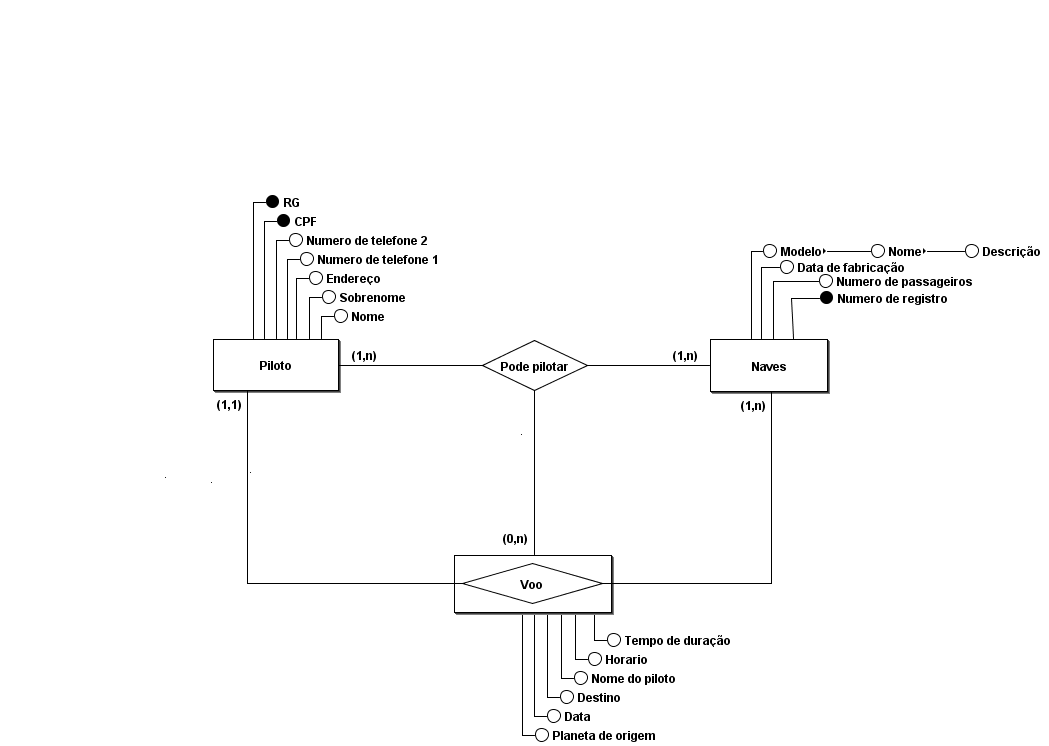 RG
CPF
Numero de telefone 2
Numero de telefone 1
Endereço
Sobrenome
Nome
Modelo Nome Descrição
Data de fabricação
Numero de passageiros
Numero de registro
Piloto
(1,n)
Pode pilotar
(1,n)
Naves
(1,1)
(1,n)
(0,n)
Voo
Tempo de duração
Horario
Nome do piloto
Destino
Data
Planeta de origem